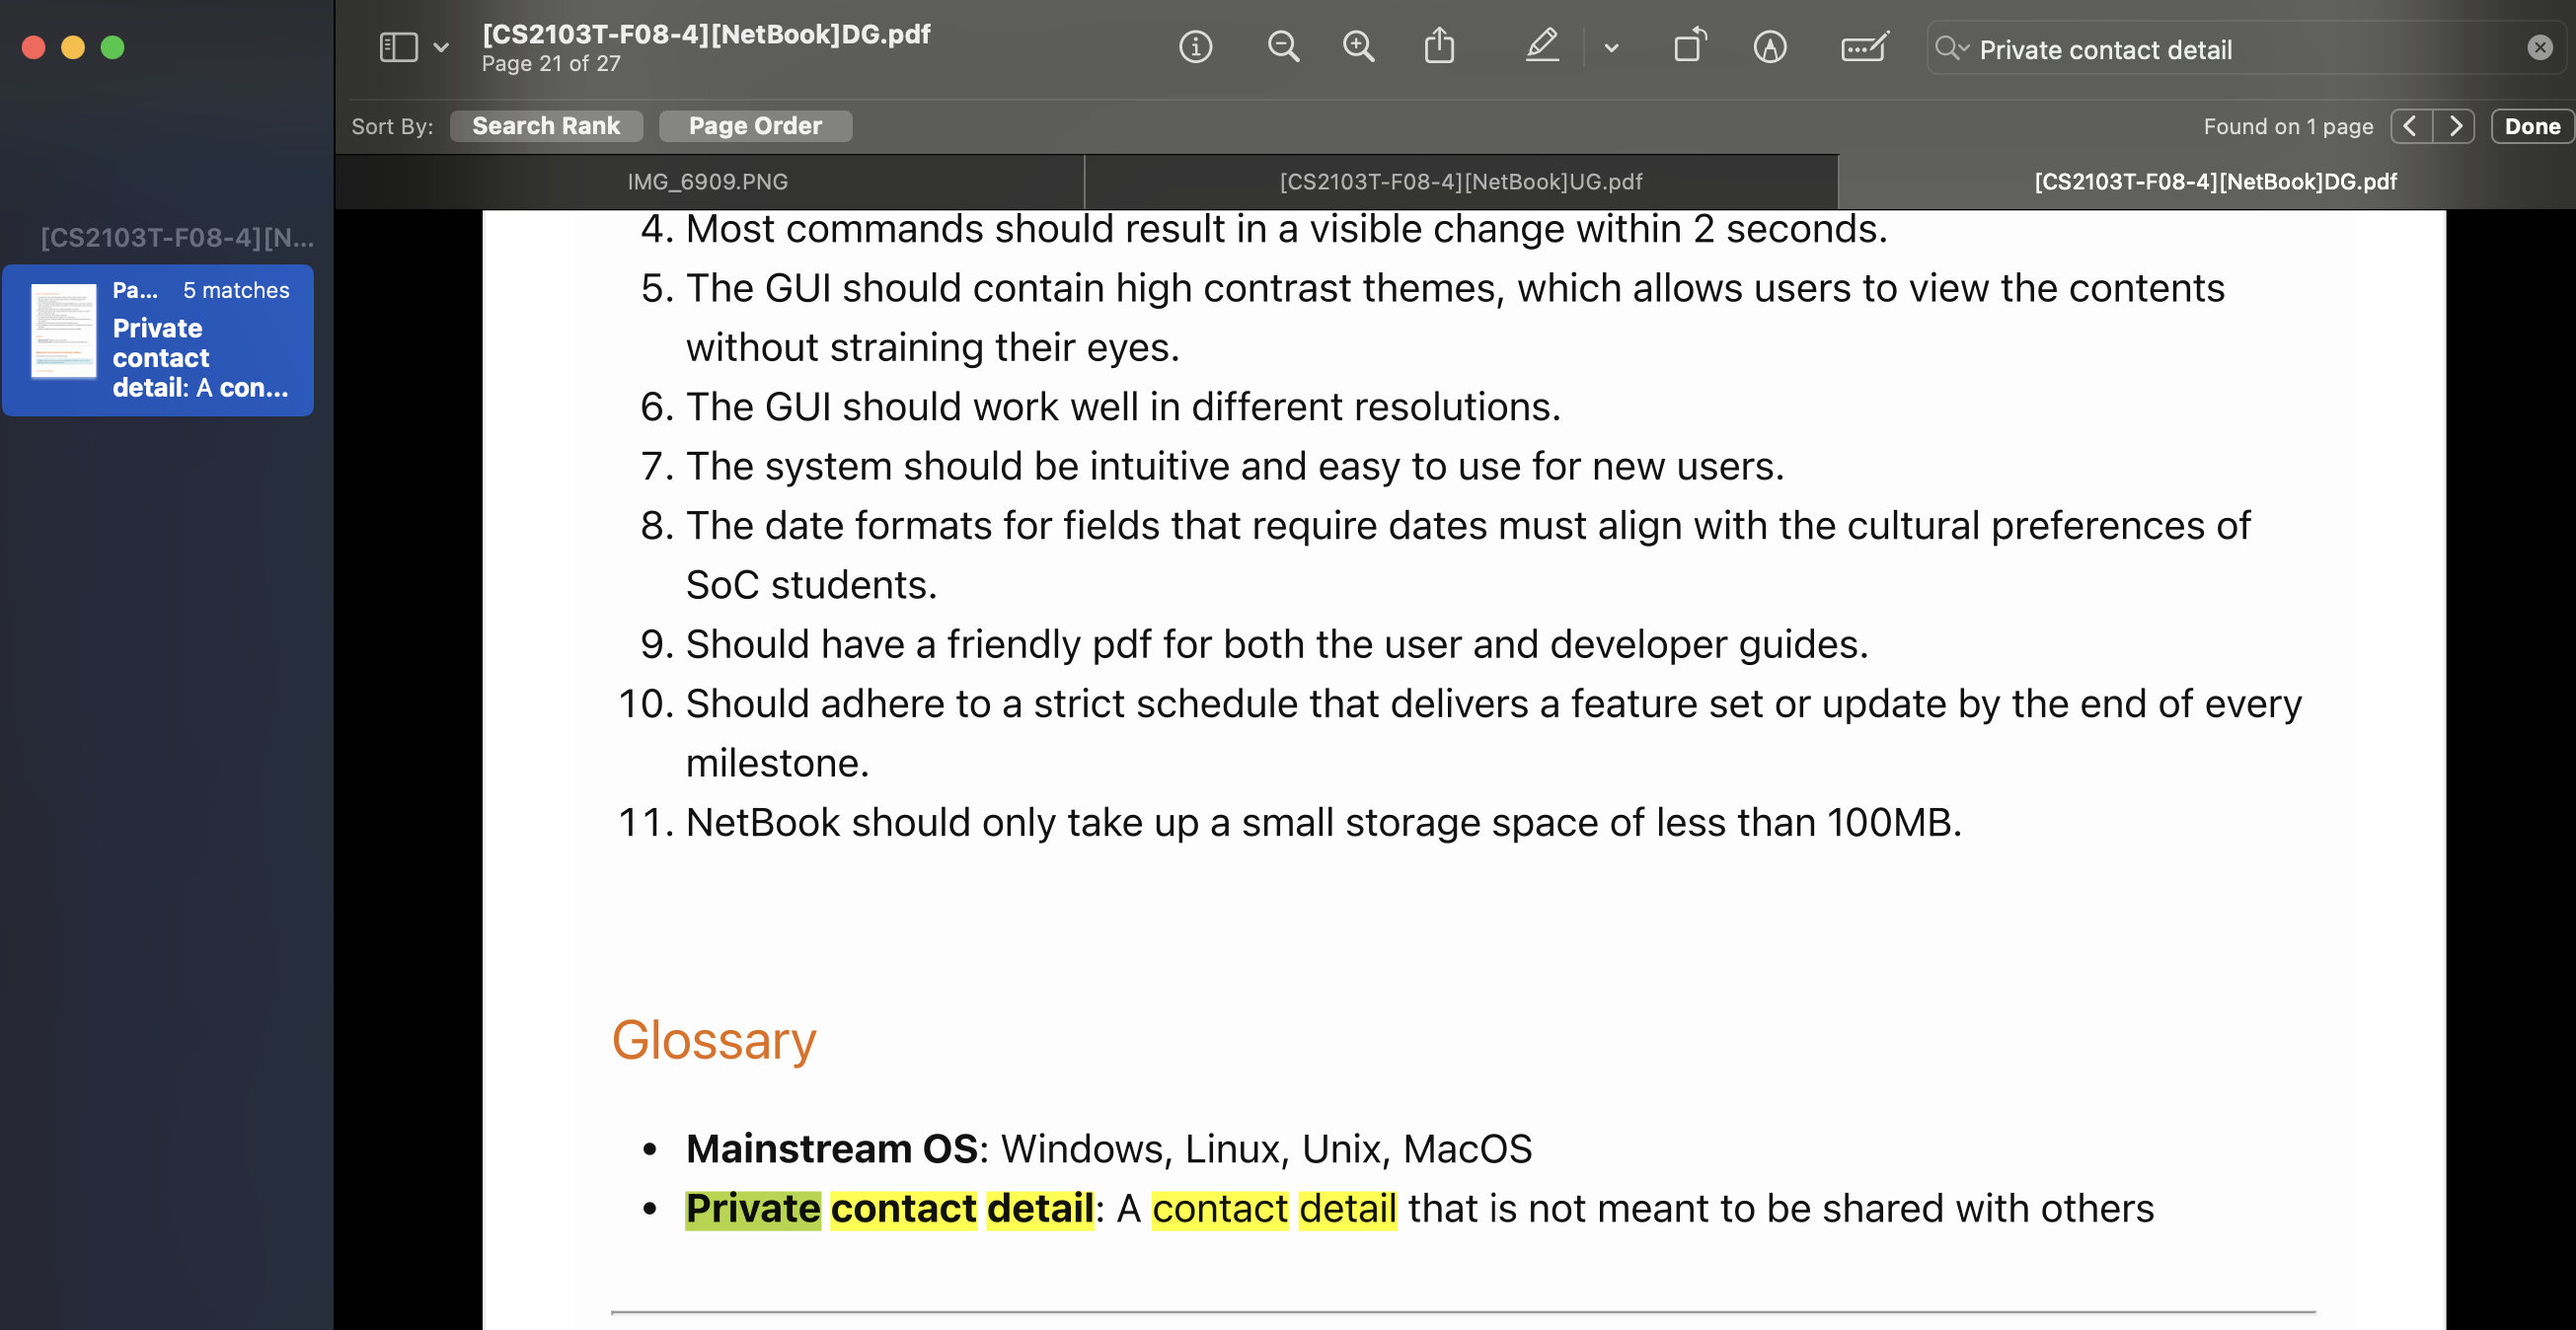 [CS2103T-F08-4][NetBook]DG.pdf
Page 21 of 27
Private contact detail
Sort By:
Search Rank
Page Order
Found on 1 page
Done
IMG_6909.PNG
[CS2103T-F08-4][NetBook]UG.pdf
[CS2103T-F08-4][NetBook]DG.pdf
[CS2103T-F08-4][N...
Pa... 5 matches
Private
contact
detail: A con...
4. Most commands should result in a visible change within 2 seconds.
5. The GUI should contain high contrast themes, which allows users to view the contents
without straining their eyes.
6. The GUI should work well in different resolutions.
7. The system should be intuitive and easy to use for new users.
8. The date formats for fields that require dates must align with the cultural preferences of
SoC students.
9. Should have a friendly pdf for both the user and developer guides.
10. Should adhere to a strict schedule that delivers a feature set or update by the end of every
milestone.
11. NetBook should only take up a small storage space of less than 100MB.
Glossary
• Mainstream OS: Windows, Linux, Unix, MacOS
• Private contact detail: A contact detail that is not meant to be shared with others